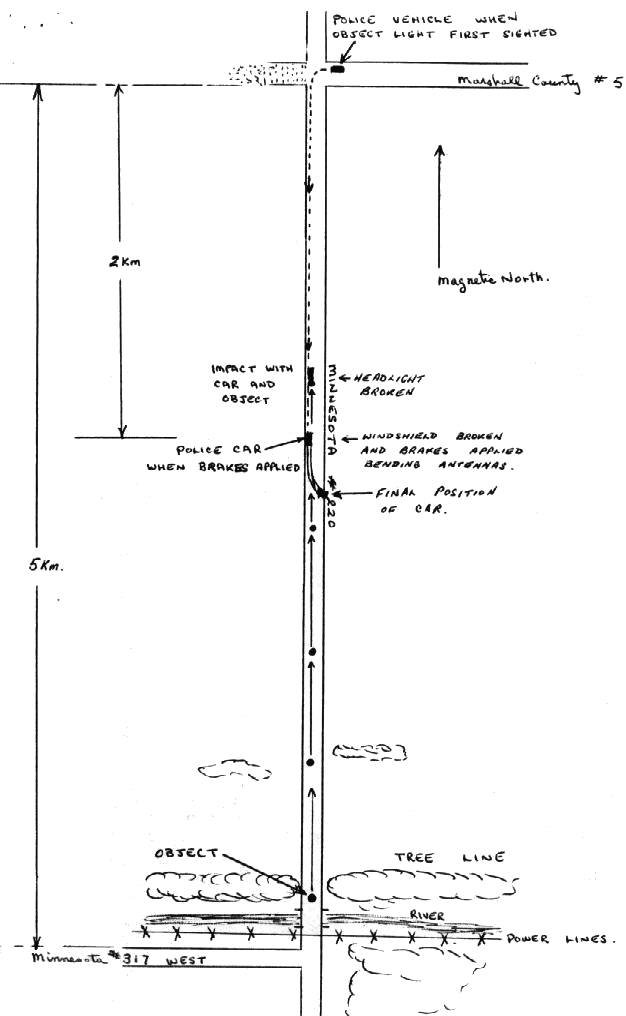 POLICE VEHICLE WHEN
OBJECT LIGHT FIRST SIGHTED
Marshall County # 5
2 Km
Magnetic North.
IMPACT WITH
CAR AND
OBJECT
HEADLIGHT
BROKEN
MINNESOTA # 220
POLICE CAR
WHEN BRAKES APPLIED
WINDSHIELD BROKEN
AND BRAKES APPLIED
BENDING ANTENNAS.
FINAL POSITION
OF CAR.
5 Km.
OBJECT
TREE LINE
RIVER
POWER LINES.
Minnesota # 317 WEST